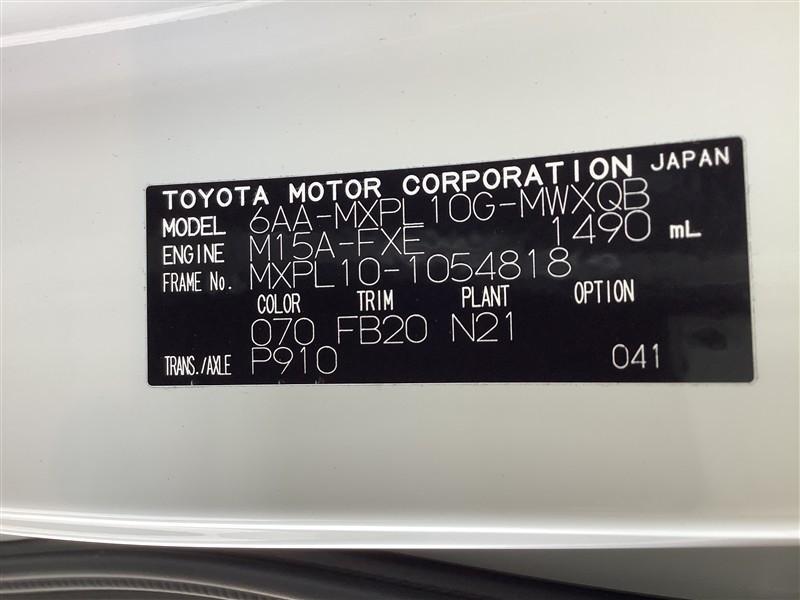 TOYOTA MOTOR CORPORATION JAPAN
MODEL 6AA-MXPL10G-MWXQB
ENGINE M15A-FXE 1490 mL
FRAME No. MXPL10-1054818
COLOR TRIM PLANT OPTION
070 FB20 N21
TRANS./AXLE P910 041